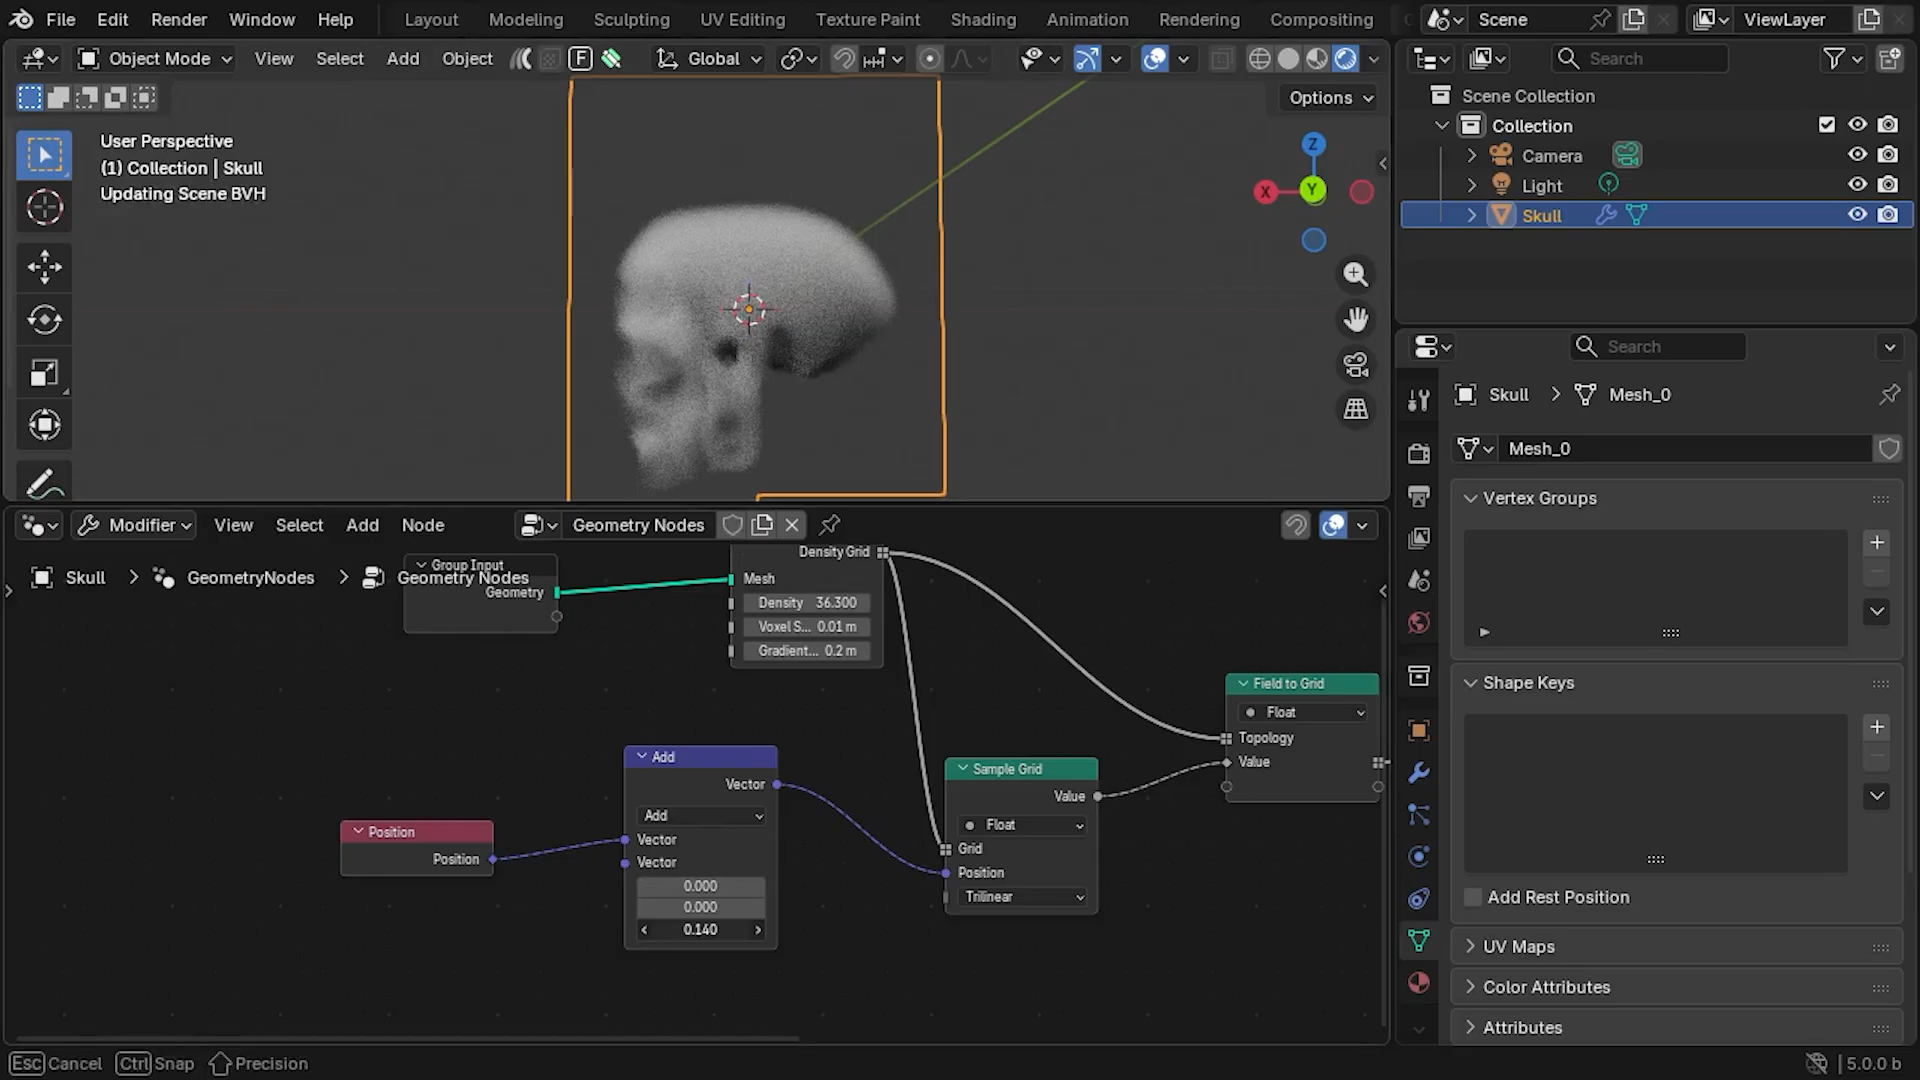 File Edit Render Window Help Layout Modeling Sculpting UV Editing Texture Paint Shading Animation Rendering Compositing Scene ViewLayer
Object Mode View Select Add Object F Global
Search
Options
User Perspective
(1) Collection | Skull
Updating Scene BVH
Z
X
Y
Scene Collection
Collection
Camera
Light
Skull
Search
Skull > Mesh_0
Mesh_0
Vertex Groups
Shape Keys
Add Rest Position
UV Maps
Color Attributes
Attributes
Modifier View Select Add Node Geometry Nodes
Skull > GeometryNodes > Geometry Nodes
Group Input
Geometry
Density Grid
Mesh
Density 36.300
Voxel S... 0.01 m
Gradient... 0.2 m
Field to Grid
Float
Topology
Value
Add
Vector
Add
Vector
Vector
0.000
0.000
0.140
Position
Position
Sample Grid
Value
Float
Grid
Position
Trilinear
Esc Cancel Ctrl Snap Precision
5.0.0 b